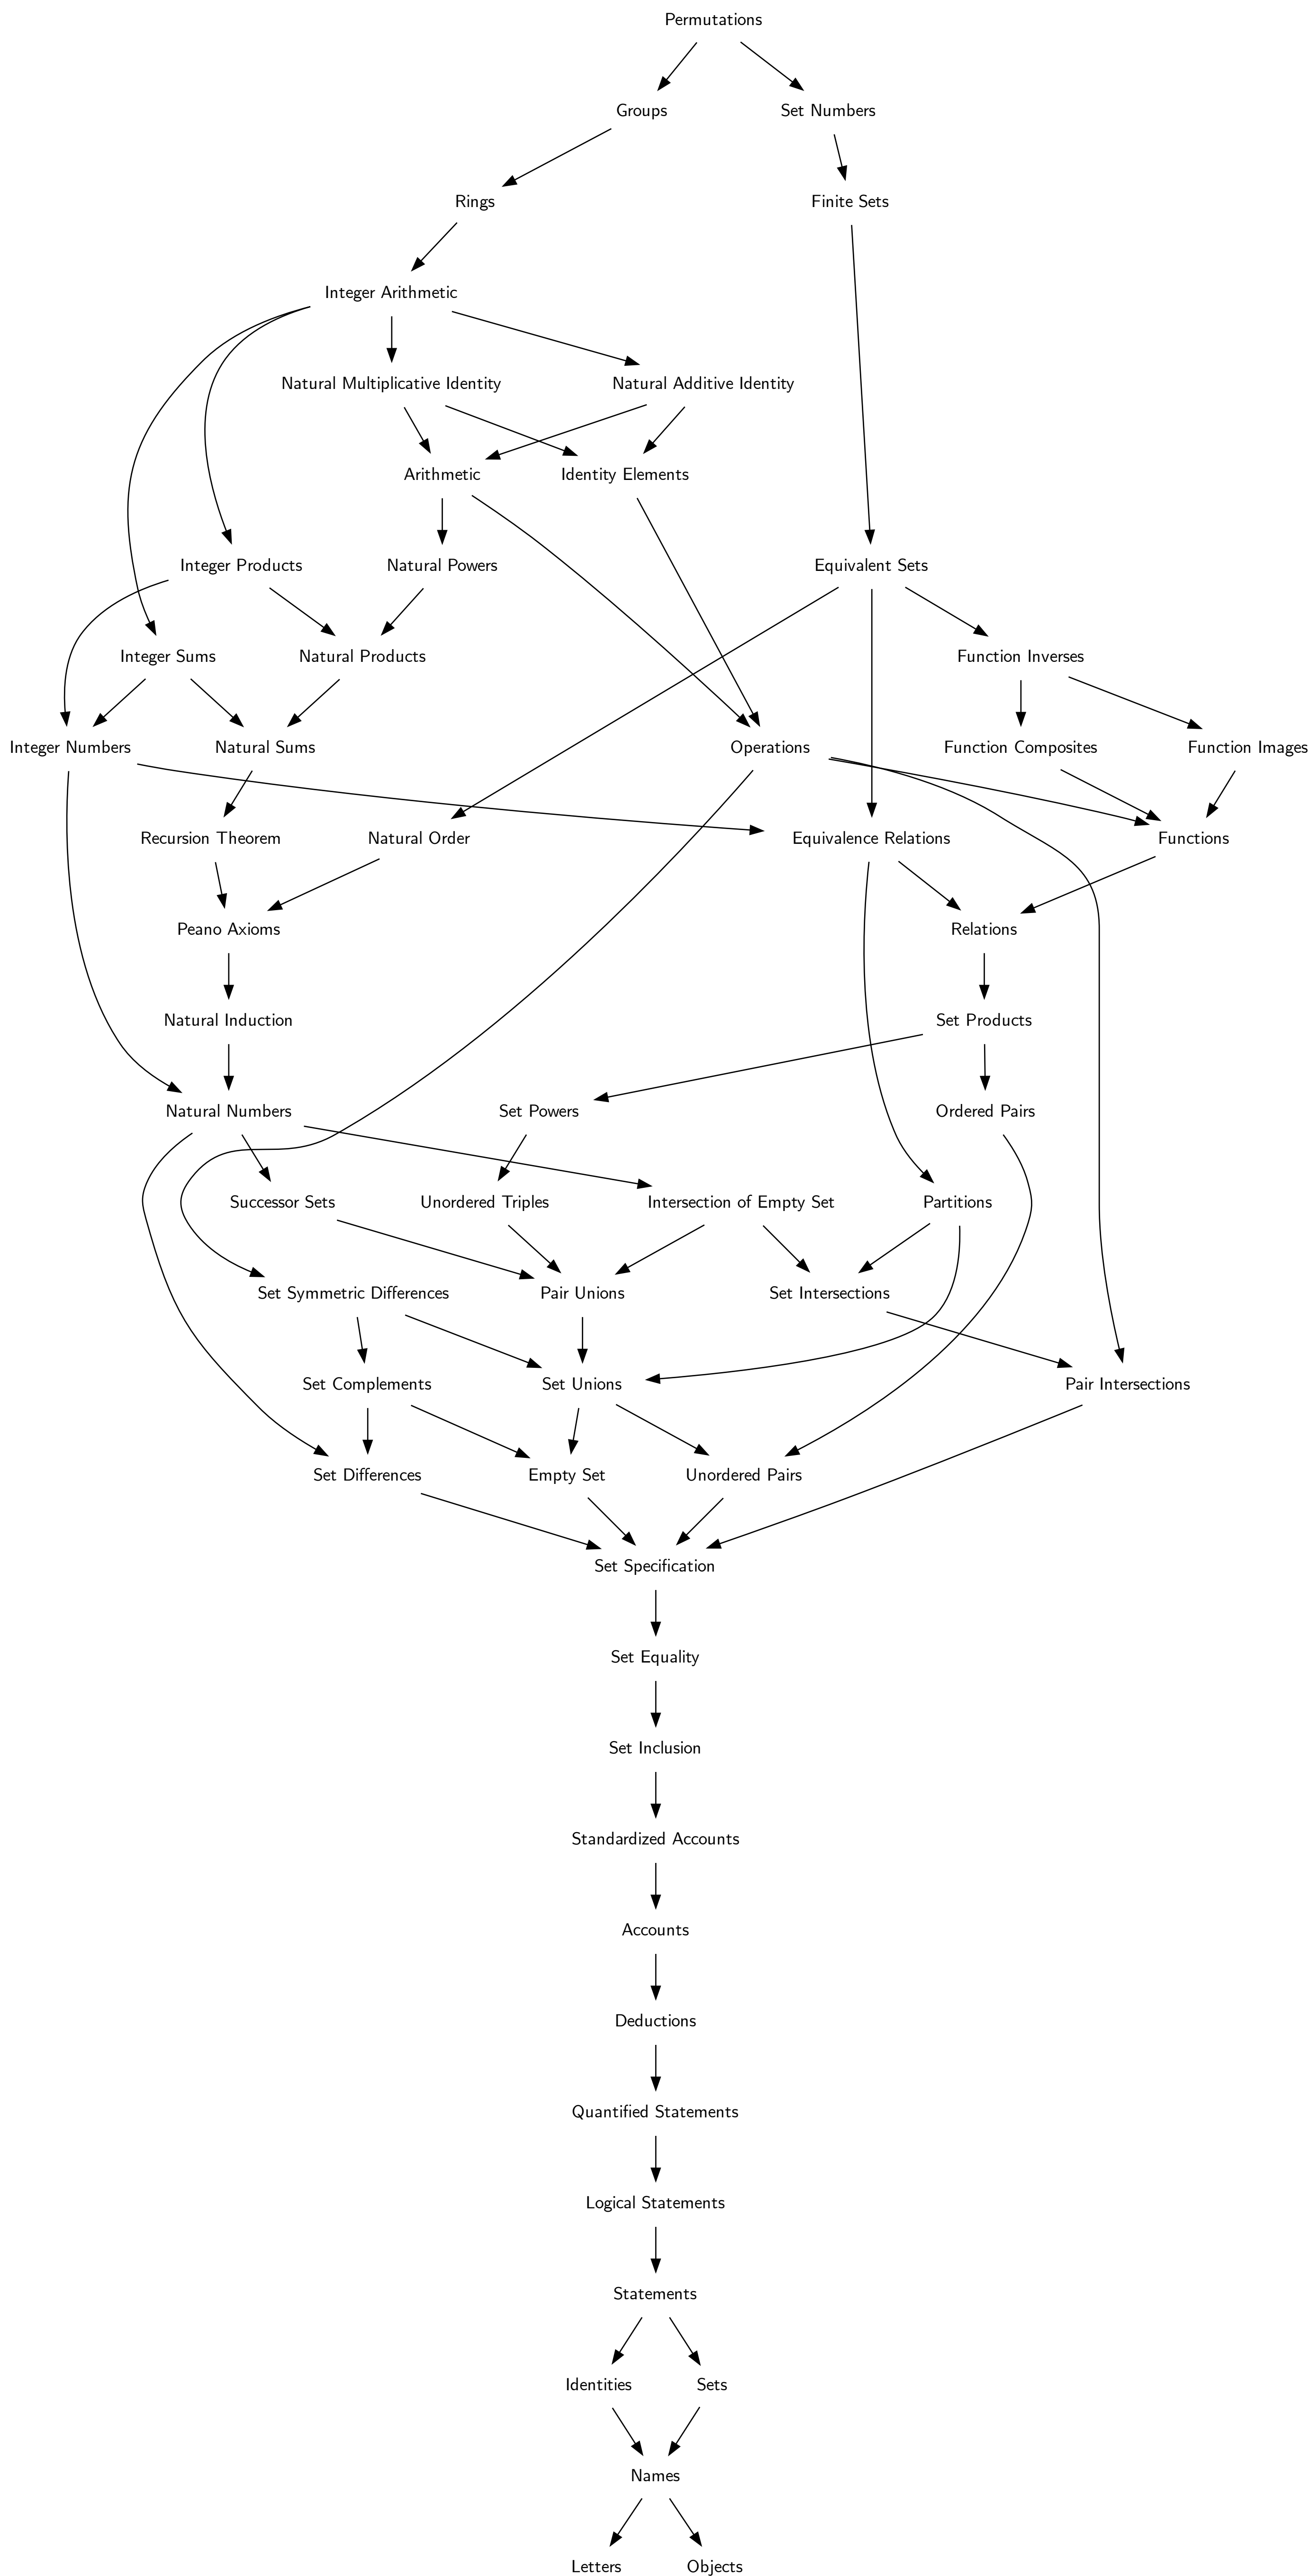 Permutations
Groups
Set Numbers
Rings
Finite Sets
Integer Arithmetic
Natural Multiplicative Identity
Natural Additive Identity
Arithmetic
Identity Elements
Integer Products
Natural Powers
Equivalent Sets
Integer Sums
Natural Products
Function Inverses
Integer Numbers
Natural Sums
Operations
Function Composites
Function Images
Recursion Theorem
Natural Order
Equivalence Relations
Functions
Peano Axioms
Relations
Natural Induction
Set Products
Natural Numbers
Set Powers
Ordered Pairs
Successor Sets
Unordered Triples
Intersection of Empty Set
Partitions
Set Symmetric Differences
Pair Unions
Set Intersections
Set Complements
Set Unions
Pair Intersections
Set Differences
Empty Set
Unordered Pairs
Set Specification
Set Equality
Set Inclusion
Standardized Accounts
Accounts
Deductions
Quantified Statements
Logical Statements
Statements
Identities
Sets
Names
Letters
Objects